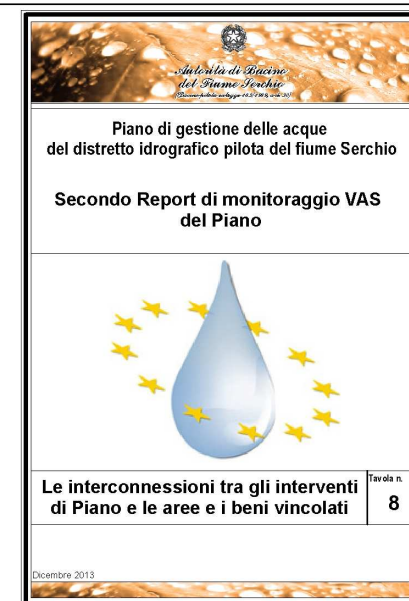 Autorità di Bacino
del Fiume Serchio
Piano di gestione delle acque
del distretto idrografico pilota del fiume Serchio
Secondo Report di monitoraggio VAS
del Piano
Le interconnessioni tra gli interventi
di Piano e le aree e i beni vincolati
Tavola n.
8
Dicembre 2013